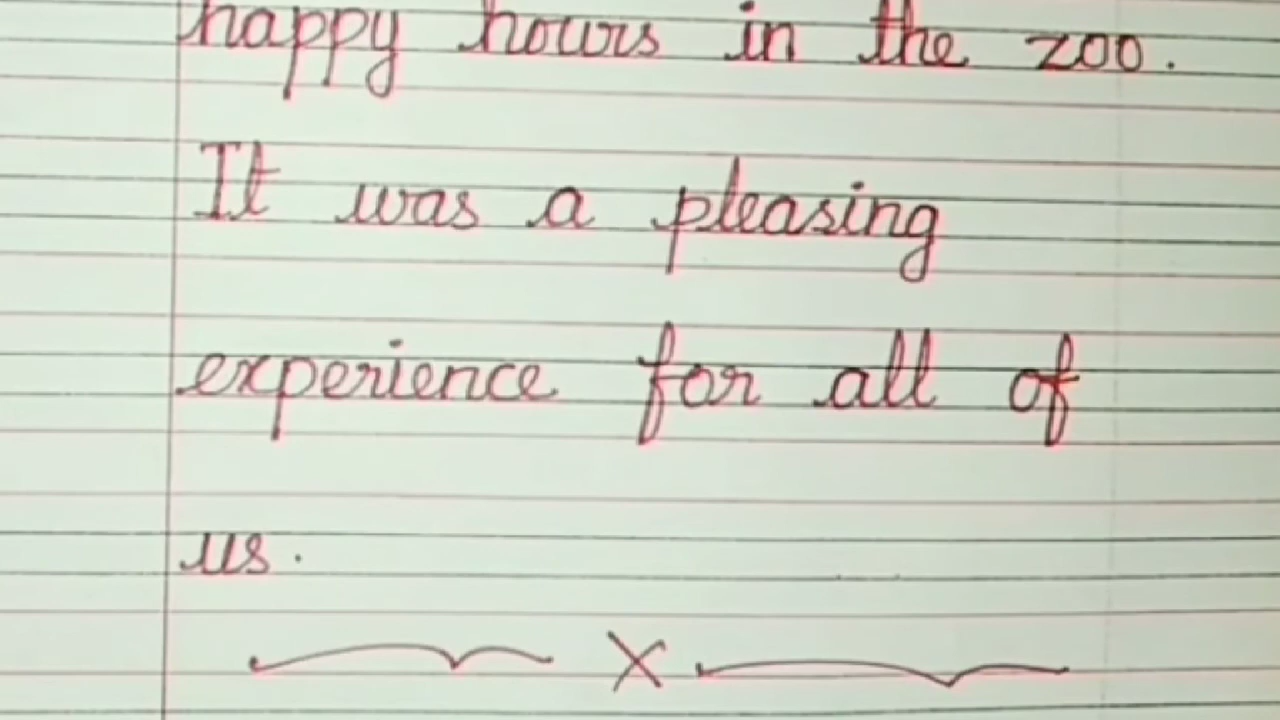 happy hours in the zoo.
It was a pleasing
experience for all of
us.